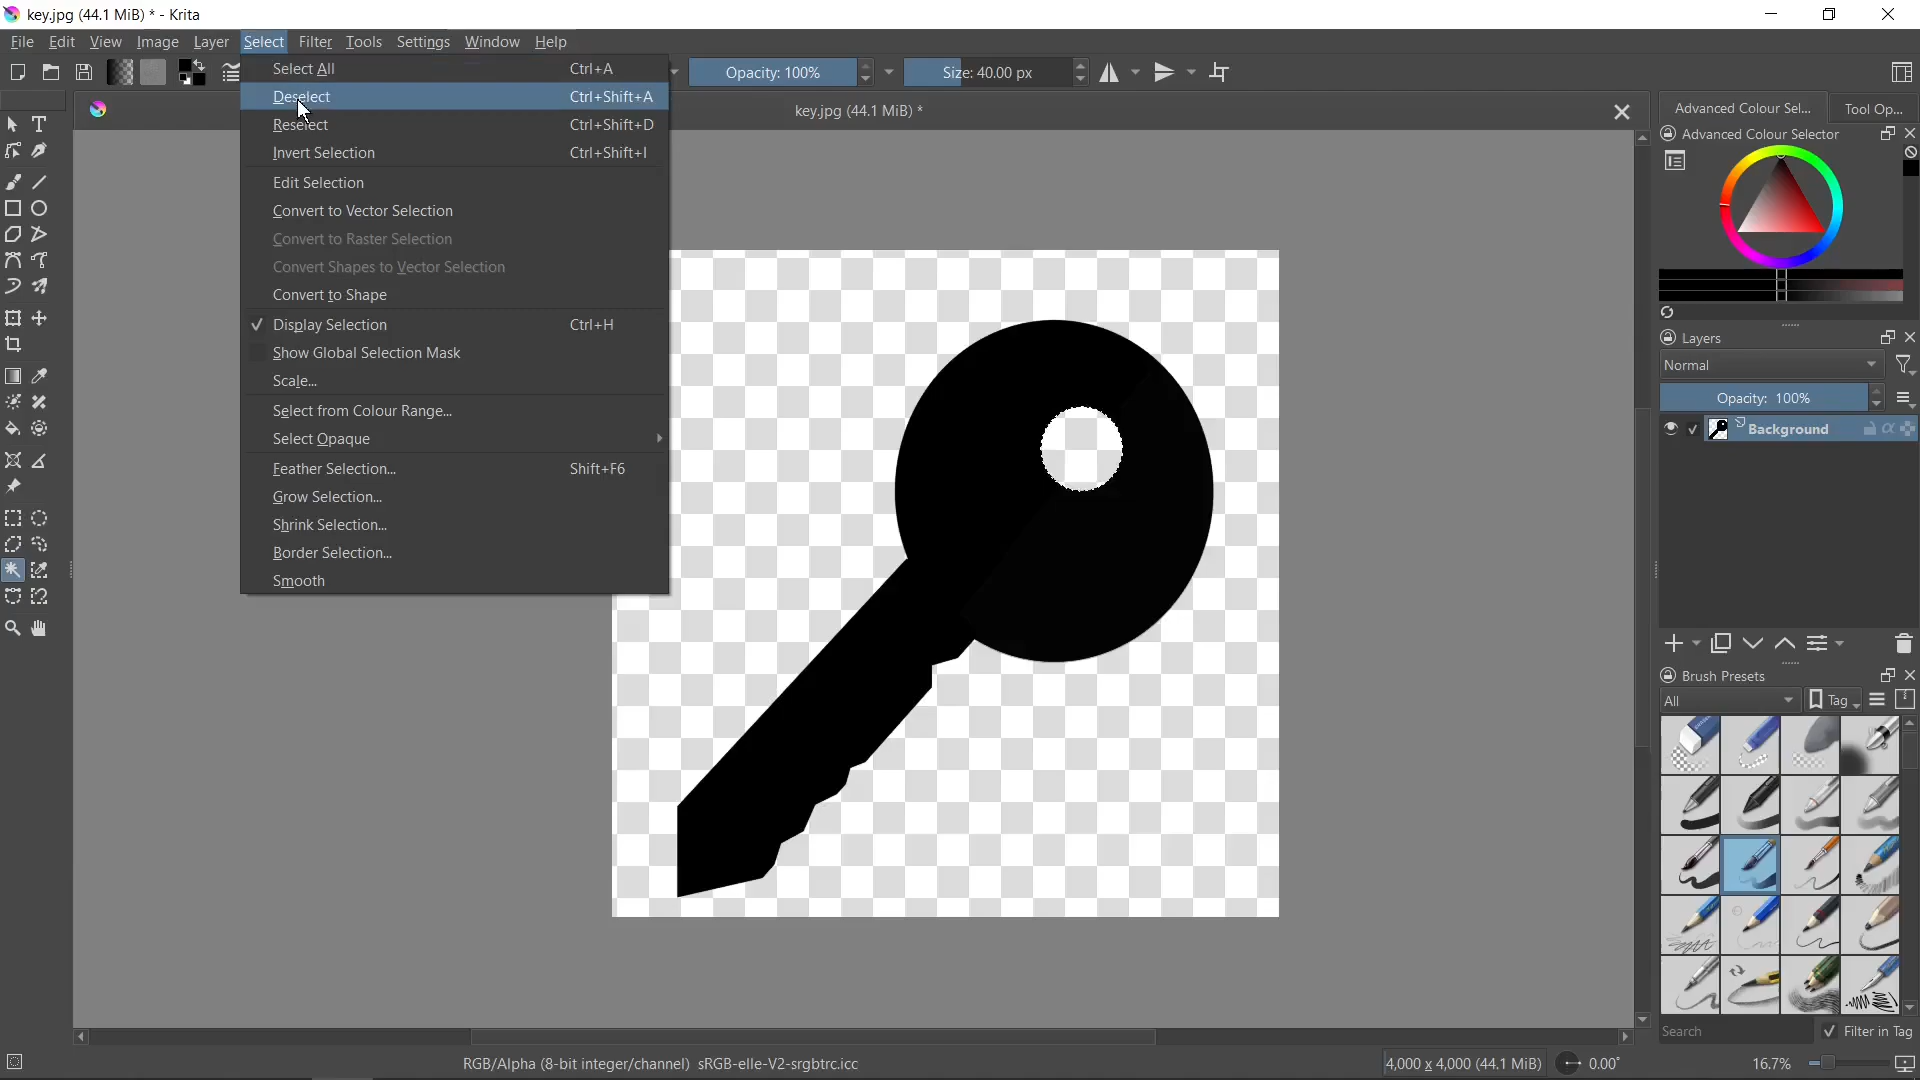 key.jpg (44.1 MiB) * - Krita
File Edit View Image Layer Select Filter Tools Settings Window Help
Opacity: 100%
Size: 40.00 px
Select All Ctrl+A
Deselect Ctrl+Shift+A
Reselect Ctrl+Shift+D
Invert Selection Ctrl+Shift+I
Edit Selection
Convert to Vector Selection
Convert to Raster Selection
Convert Shapes to Vector Selection
Convert to Shape
Display Selection Ctrl+H
Show Global Selection Mask
Scale...
Select from Colour Range...
Select Opaque
Feather Selection... Shift+F6
Grow Selection...
Shrink Selection...
Border Selection...
Smooth
key.jpg (44.1 MiB) *
Advanced Colour Sel... Tool Op...
Advanced Colour Selector
Layers
Normal
Opacity: 100%
Background
Brush Presets
All Tag
Search Filter in Tag
RGB/Alpha (8-bit integer/channel) sRGB-elle-V2-srgbtrc.icc
4,000 x 4,000 (44.1 MiB) 0.00° 16.7%